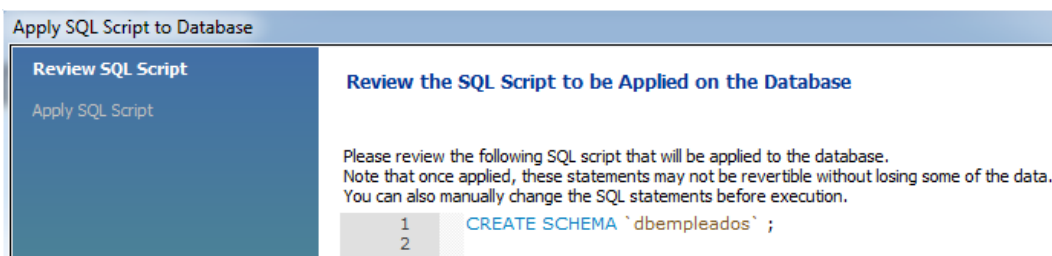 Apply SQL Script to Database
Review SQL Script
Apply SQL Script
Review the SQL Script to be Applied on the Database
Please review the following SQL script that will be applied to the database.
Note that once applied, these statements may not be revertible without losing some of the data.
You can also manually change the SQL statements before execution.
1 CREATE SCHEMA `dbempleados` ;
2